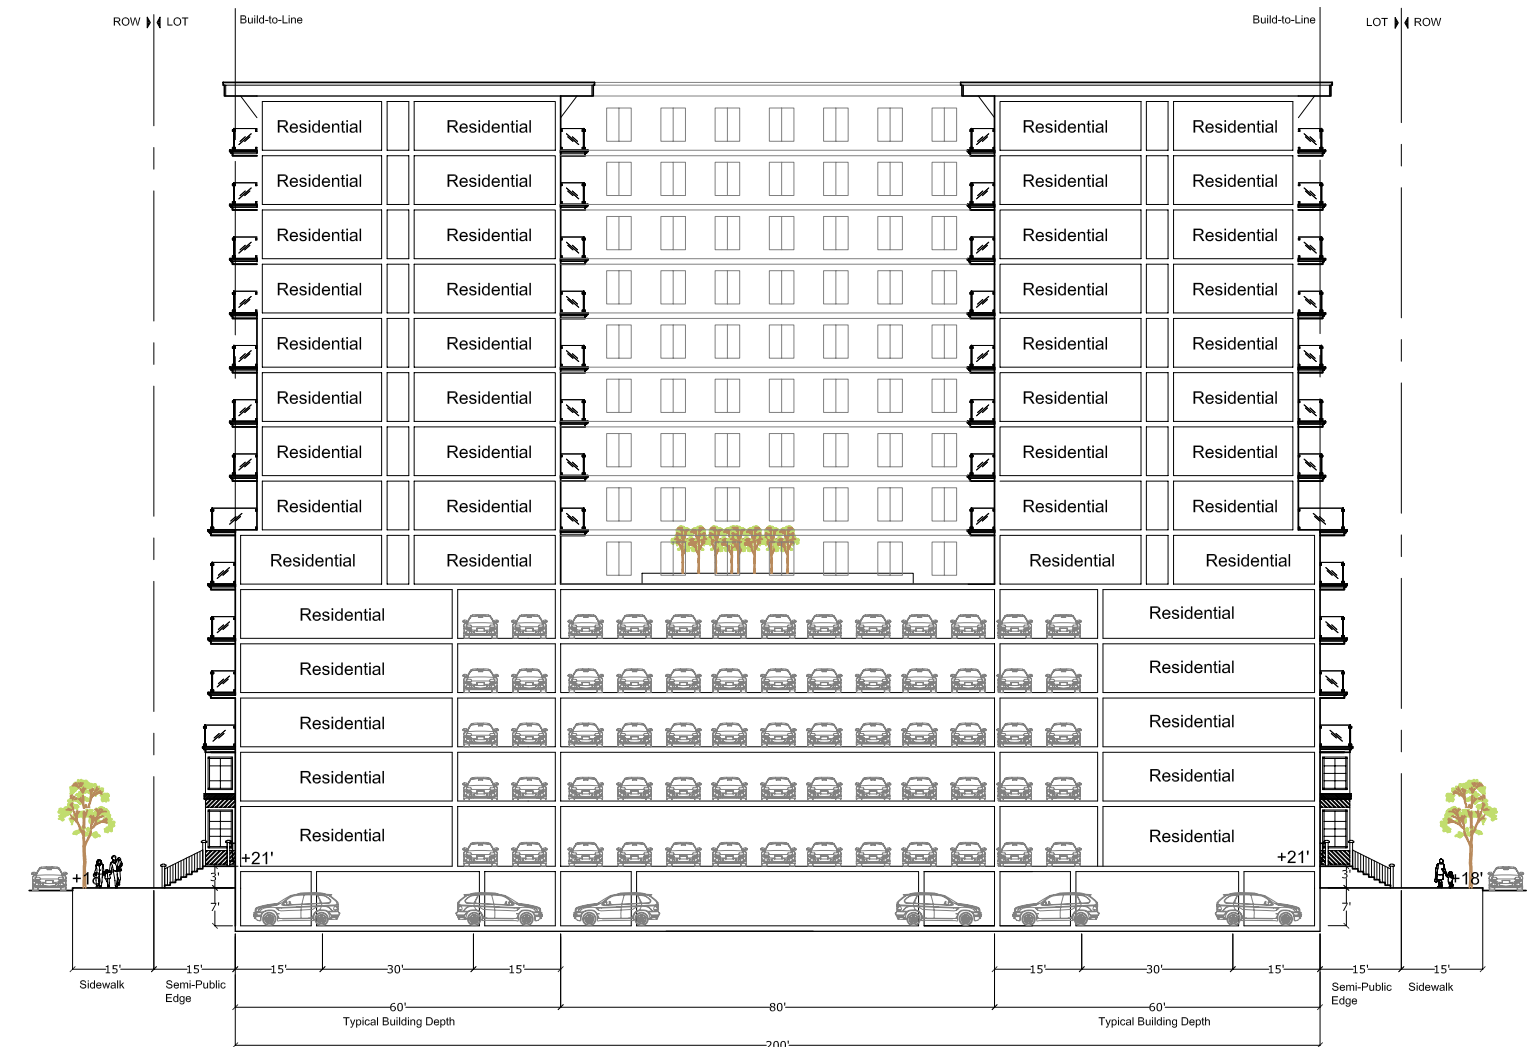 ROW LOT Build-to-Line Build-to-Line LOT ROW
Residential Residential Residential Residential
Residential Residential Residential Residential
Residential Residential Residential Residential
Residential Residential Residential Residential
Residential Residential Residential Residential
Residential Residential Residential Residential
Residential Residential Residential Residential
Residential Residential Residential Residential
Residential Residential Residential Residential
Residential Residential
Residential Residential
Residential Residential
Residential Residential
Residential Residential
+21' +21'
+18' 3' 3' +18'
7' 7'
15' 15' 15' 30' 15' 15' 30' 15' 15' 15'
Sidewalk Semi-Public Semi-Public Sidewalk
Edge Edge
60' 80' 60'
Typical Building Depth Typical Building Depth
200'